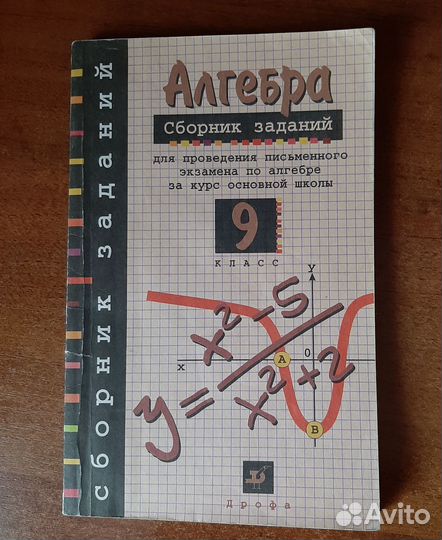 сборник заданий
Алгебра
Сборник заданий
для проведения письменного
экзамена по алгебре
за курс основной школы
9
КЛАСС
y
x
0
A
B
y = x² - 5
x² + 2
Дрофа
Avito